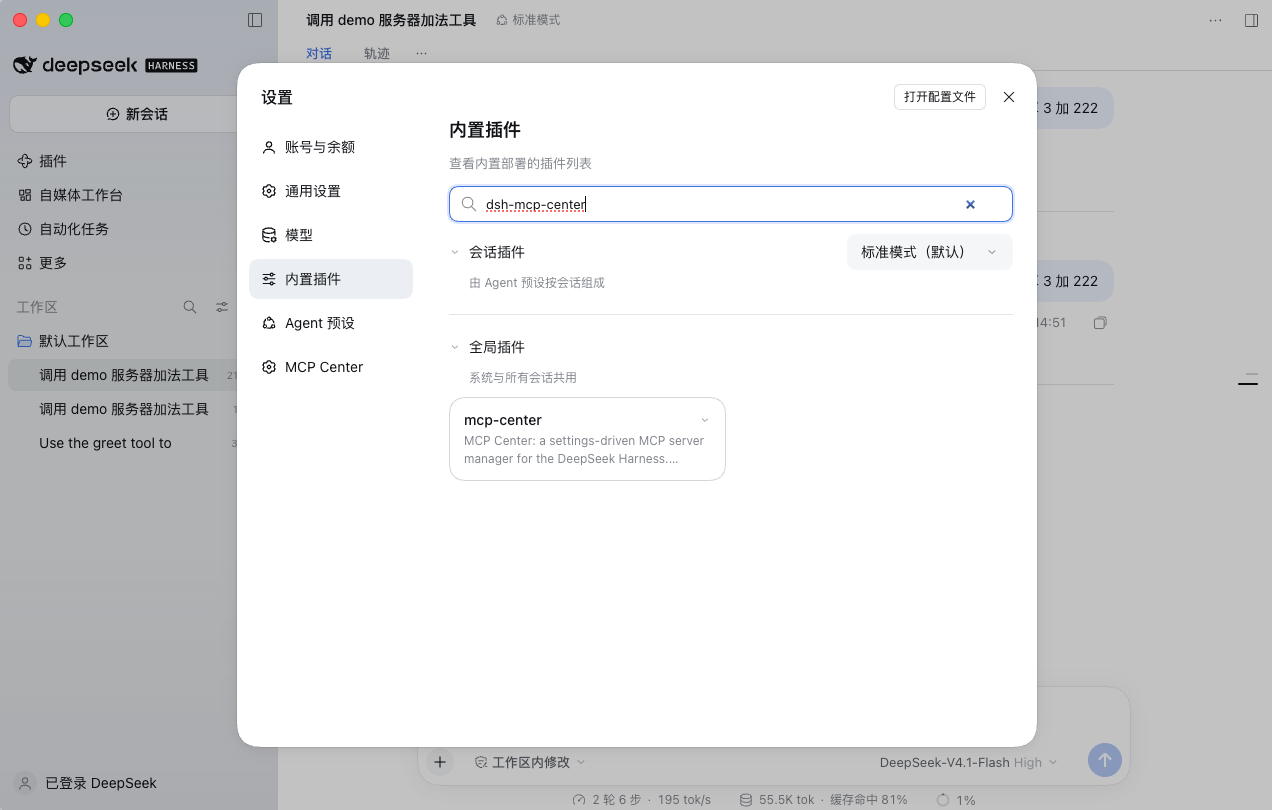 调用 demo 服务器加法工具
标准模式
对话
轨迹
deepseek HARNESS
新会话
插件
自媒体工作台
自动化任务
更多
工作区
默认工作区
调用 demo 服务器加法工具 21
调用 demo 服务器加法工具
Use the greet tool to 3
已登录 DeepSeek
3 加 222
3 加 222
14:51
设置
打开配置文件
账号与余额
通用设置
模型
内置插件
Agent 预设
MCP Center
内置插件
查看内置部署的插件列表
dsh-mcp-center
会话插件
标准模式（默认）
由 Agent 预设按会话组成
全局插件
系统与所有会话共用
mcp-center
MCP Center: a settings-driven MCP server
manager for the DeepSeek Harness....
工作区内修改
DeepSeek-V4.1-Flash High
2 轮 6 步 · 195 tok/s
55.5K tok · 缓存命中 81%
1%